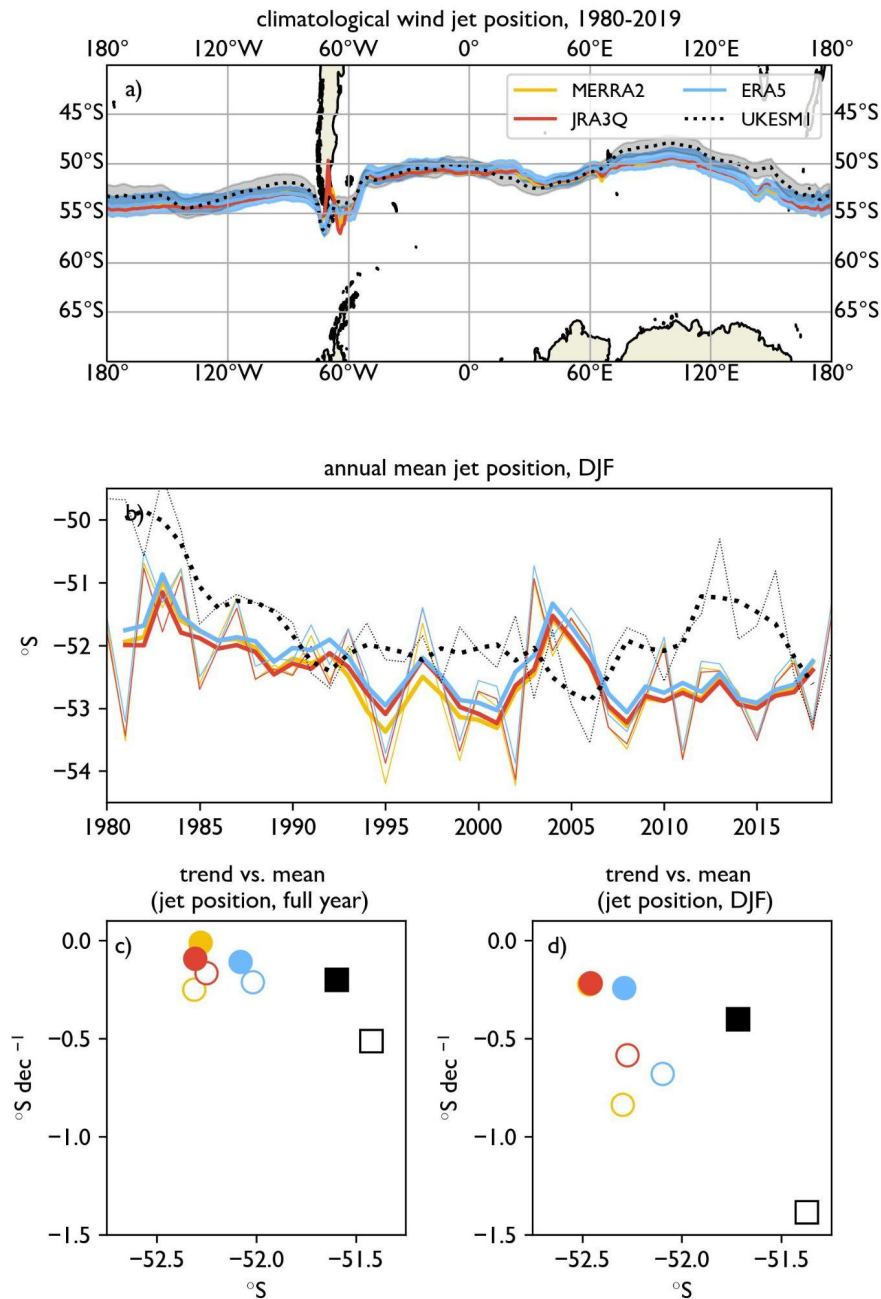 climatological wind jet position, 1980-2019
180° 120°W 60°W 0° 60°E 120°E 180°
a)
MERRA2 ERA5
JRA3Q UKESM1
45°S 45°S
50°S 50°S
55°S 55°S
60°S 60°S
65°S 65°S
180° 120°W 60°W 0° 60°E 120°E 180°
annual mean jet position, DJF
b)
−50
−51
−52
−53
−54
°S
1980 1985 1990 1995 2000 2005 2010 2015
trend vs. mean
(jet position, full year)
c)
0.0
−0.5
−1.0
−1.5
°S dec −1
−52.5 −52.0 −51.5
°S
trend vs. mean
(jet position, DJF)
d)
0.0
−0.5
−1.0
−1.5
°S dec −1
−52.5 −52.0 −51.5
°S